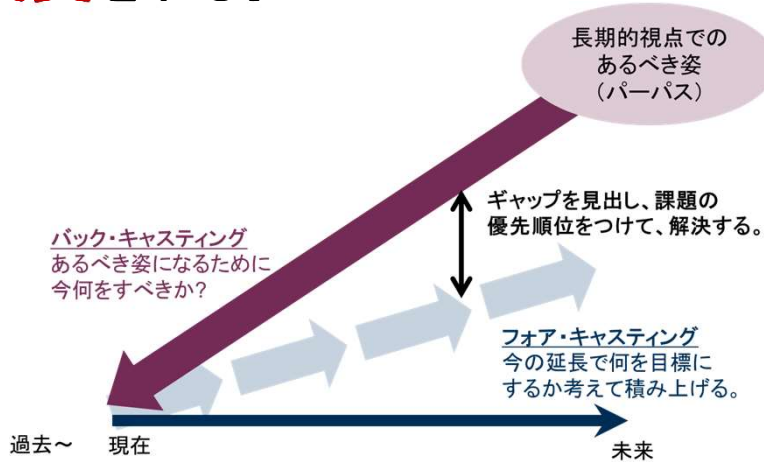 長期的視点での
あるべき姿
（パーパス）
ギャップを見出し、課題の
優先順位をつけて、解決する。
バック・キャスティング
あるべき姿になるために
今何をすべきか?
フォア・キャスティング
今の延長で何を目標に
するか考えて積み上げる。
過去～
現在
未来